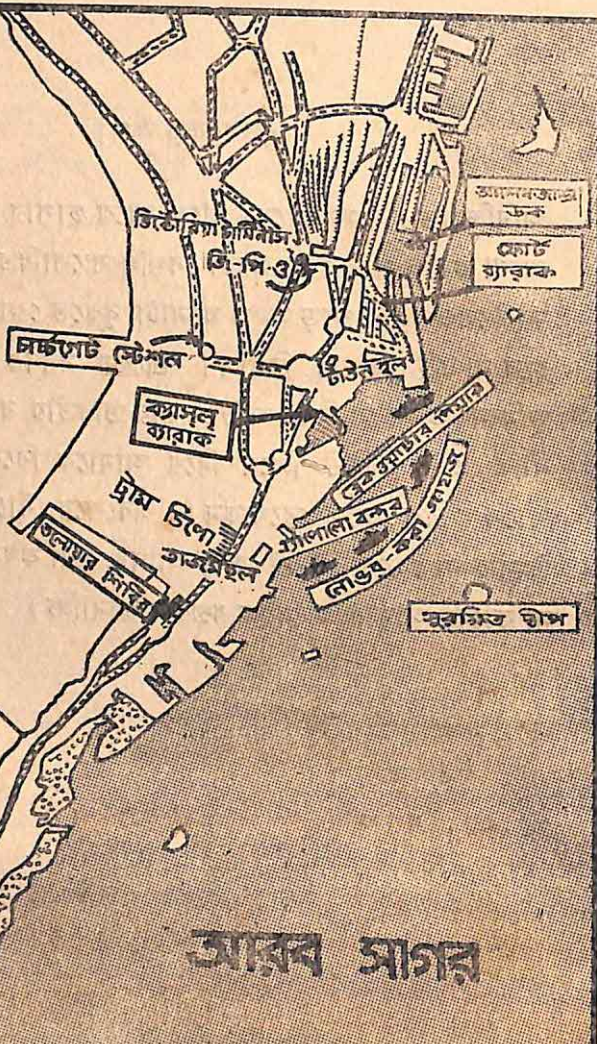 আলেকজান্দ্রা
ডক
ফোর্ট
ব্যারাক
ভিক্টোরিয়া টার্মিনাস
জি-পি-ও
চার্চগেট স্টেশন
টাউন হল
ক্যাসল্
ব্যারাক
ব্রেকওয়াটার পিয়ার
এ্যাপোলো বন্দর
নোঙর-করা জাহাজ
ট্রাম ডিপো
তাজমহল
তলোয়ার শিবির
সুরক্ষিত দ্বীপ
আরব সাগর